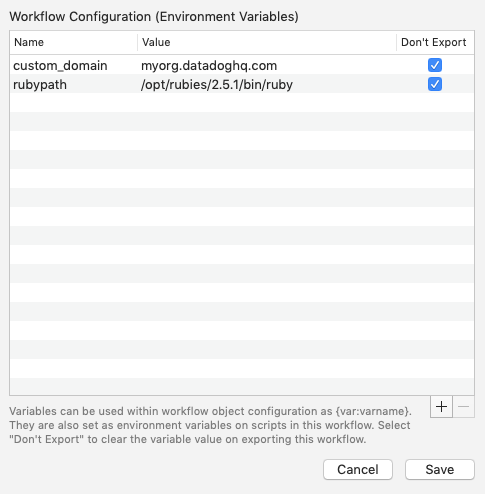 Workflow Configuration (Environment Variables)
Name Value Don't Export
custom_domain myorg.datadoghq.com
rubypath /opt/rubies/2.5.1/bin/ruby
Variables can be used within workflow object configuration as {var:varname}.
They are also set as environment variables on scripts in this workflow. Select
"Don't Export" to clear the variable value on exporting this workflow.
Cancel Save